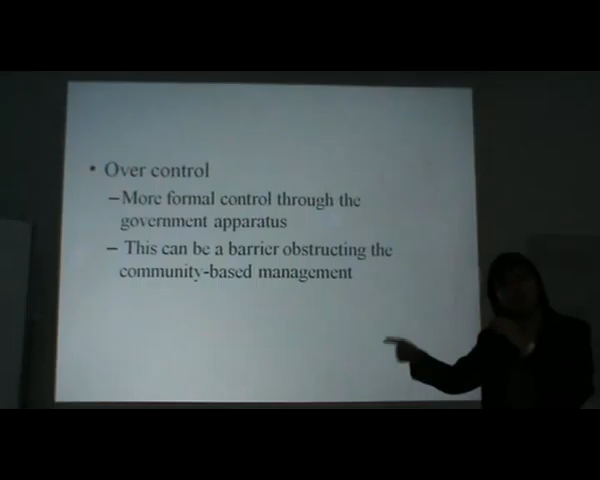 • Over control
–More formal control through the
government apparatus
– This can be a barrier obstructing the
community-based management